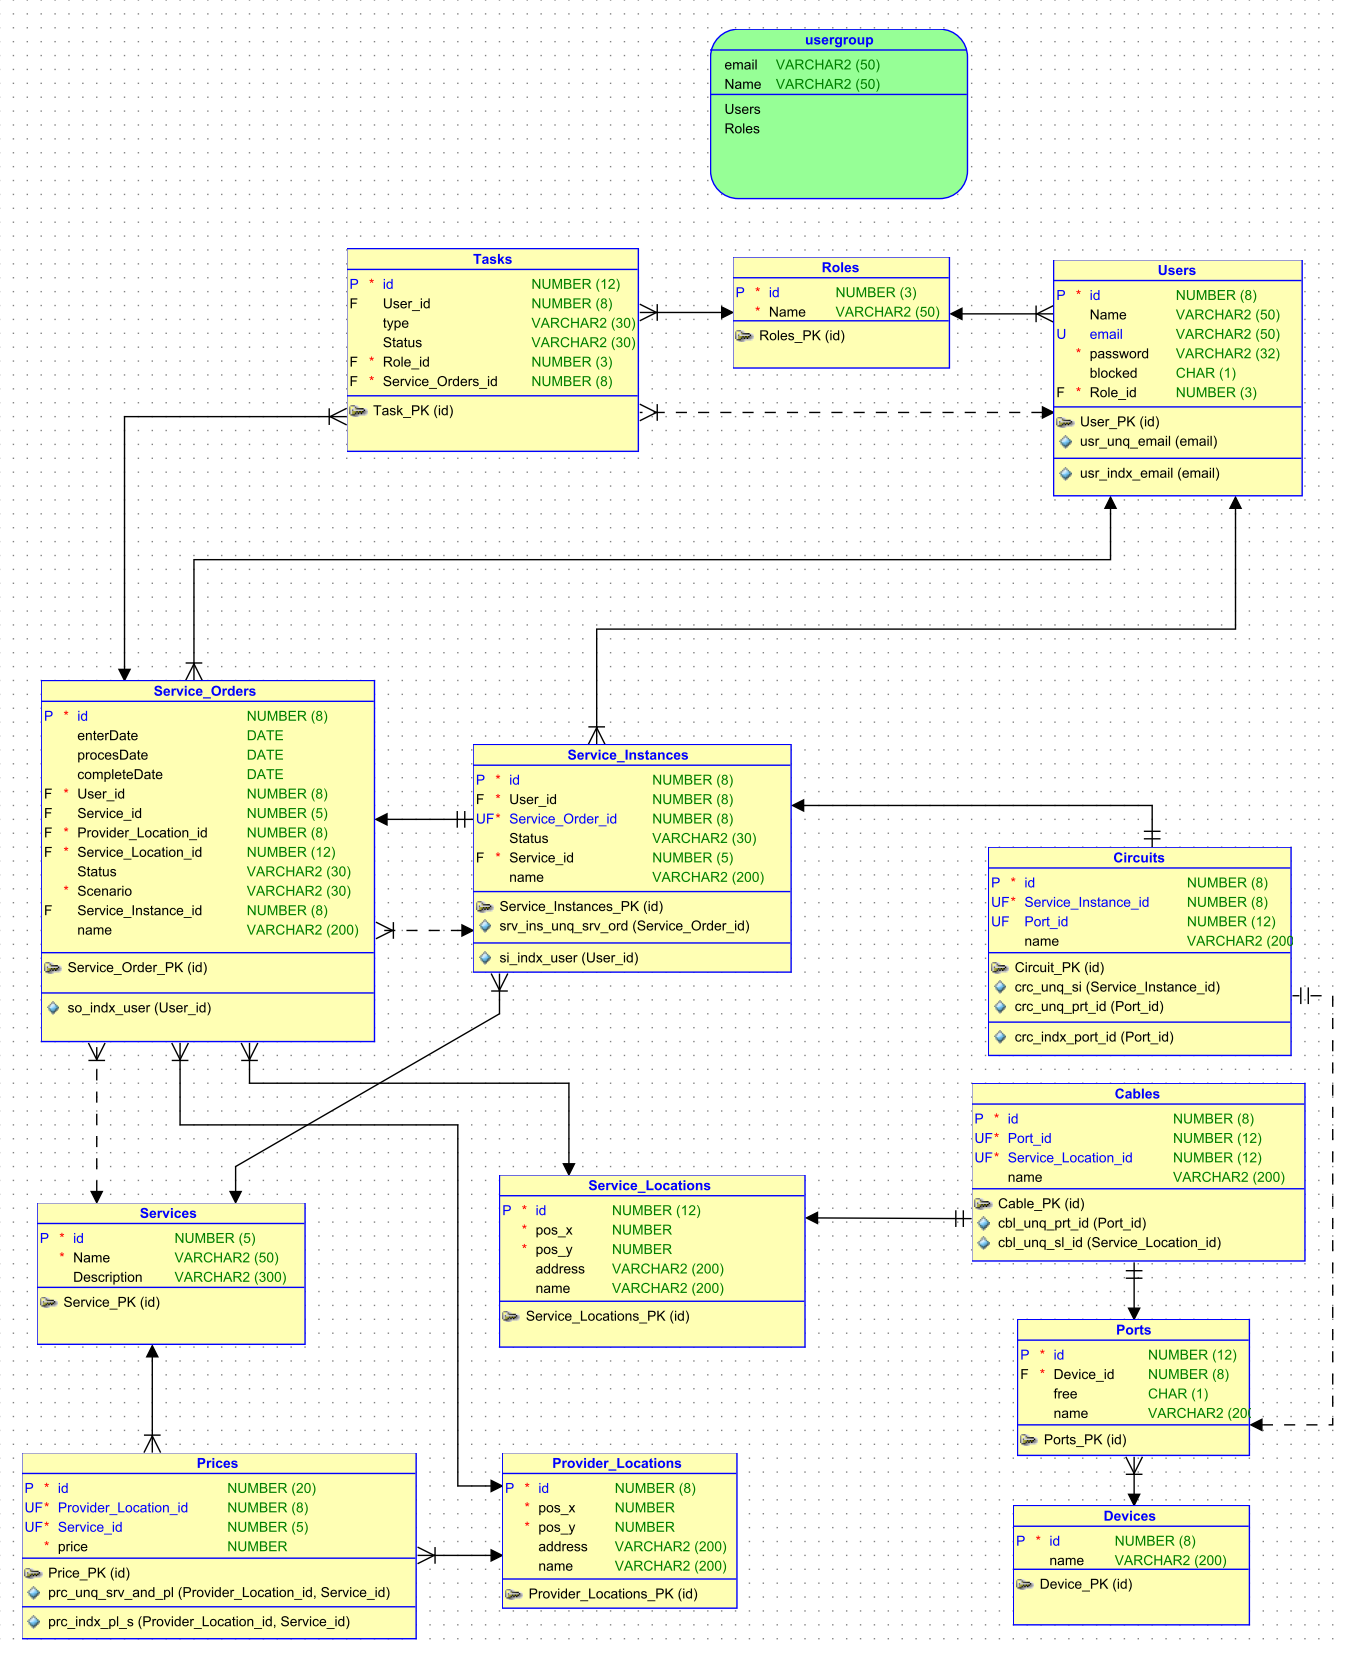 usergroup
email VARCHAR2 (50)
Name VARCHAR2 (50)
Users
Roles
Tasks
P * id NUMBER (12)
F User_id NUMBER (8)
type VARCHAR2 (30)
Status VARCHAR2 (30)
F * Role_id NUMBER (3)
F * Service_Orders_id NUMBER (8)
Task_PK (id)
Roles
P * id NUMBER (3)
* Name VARCHAR2 (50)
Roles_PK (id)
Users
P * id NUMBER (8)
Name VARCHAR2 (50)
U email VARCHAR2 (50)
* password VARCHAR2 (32)
blocked CHAR (1)
F * Role_id NUMBER (3)
User_PK (id)
usr_unq_email (email)
usr_indx_email (email)
Service_Orders
P * id NUMBER (8)
enterDate DATE
procesDate DATE
completeDate DATE
F * User_id NUMBER (8)
F Service_id NUMBER (5)
F * Provider_Location_id NUMBER (8)
F * Service_Location_id NUMBER (12)
Status VARCHAR2 (30)
* Scenario VARCHAR2 (30)
F Service_Instance_id NUMBER (8)
name VARCHAR2 (200)
Service_Order_PK (id)
so_indx_user (User_id)
Service_Instances
P * id NUMBER (8)
F * User_id NUMBER (8)
UF* Service_Order_id NUMBER (8)
Status VARCHAR2 (30)
F * Service_id NUMBER (5)
name VARCHAR2 (200)
Service_Instances_PK (id)
srv_ins_unq_srv_ord (Service_Order_id)
si_indx_user (User_id)
Circuits
P * id NUMBER (8)
UF* Service_Instance_id NUMBER (8)
UF Port_id NUMBER (12)
name VARCHAR2 (200
Circuit_PK (id)
crc_unq_si (Service_Instance_id)
crc_unq_prt_id (Port_id)
crc_indx_port_id (Port_id)
Cables
P * id NUMBER (8)
UF* Port_id NUMBER (12)
UF* Service_Location_id NUMBER (12)
name VARCHAR2 (200)
Cable_PK (id)
cbl_unq_prt_id (Port_id)
cbl_unq_sl_id (Service_Location_id)
Services
P * id NUMBER (5)
* Name VARCHAR2 (50)
Description VARCHAR2 (300)
Service_PK (id)
Service_Locations
P * id NUMBER (12)
* pos_x NUMBER
* pos_y NUMBER
address VARCHAR2 (200)
name VARCHAR2 (200)
Service_Locations_PK (id)
Ports
P * id NUMBER (12)
F * Device_id NUMBER (8)
free CHAR (1)
name VARCHAR2 (20
Ports_PK (id)
Prices
P * id NUMBER (20)
UF* Provider_Location_id NUMBER (8)
UF* Service_id NUMBER (5)
* price NUMBER
Price_PK (id)
prc_unq_srv_and_pl (Provider_Location_id, Service_id)
prc_indx_pl_s (Provider_Location_id, Service_id)
Provider_Locations
P * id NUMBER (8)
* pos_x NUMBER
* pos_y NUMBER
address VARCHAR2 (200)
name VARCHAR2 (200)
Provider_Locations_PK (id)
Devices
P * id NUMBER (8)
name VARCHAR2 (200)
Device_PK (id)